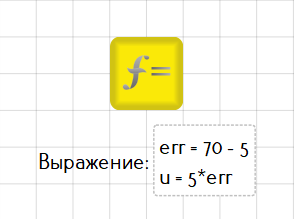 f=
Выражение:
err = 70 - 5
u = 5*err